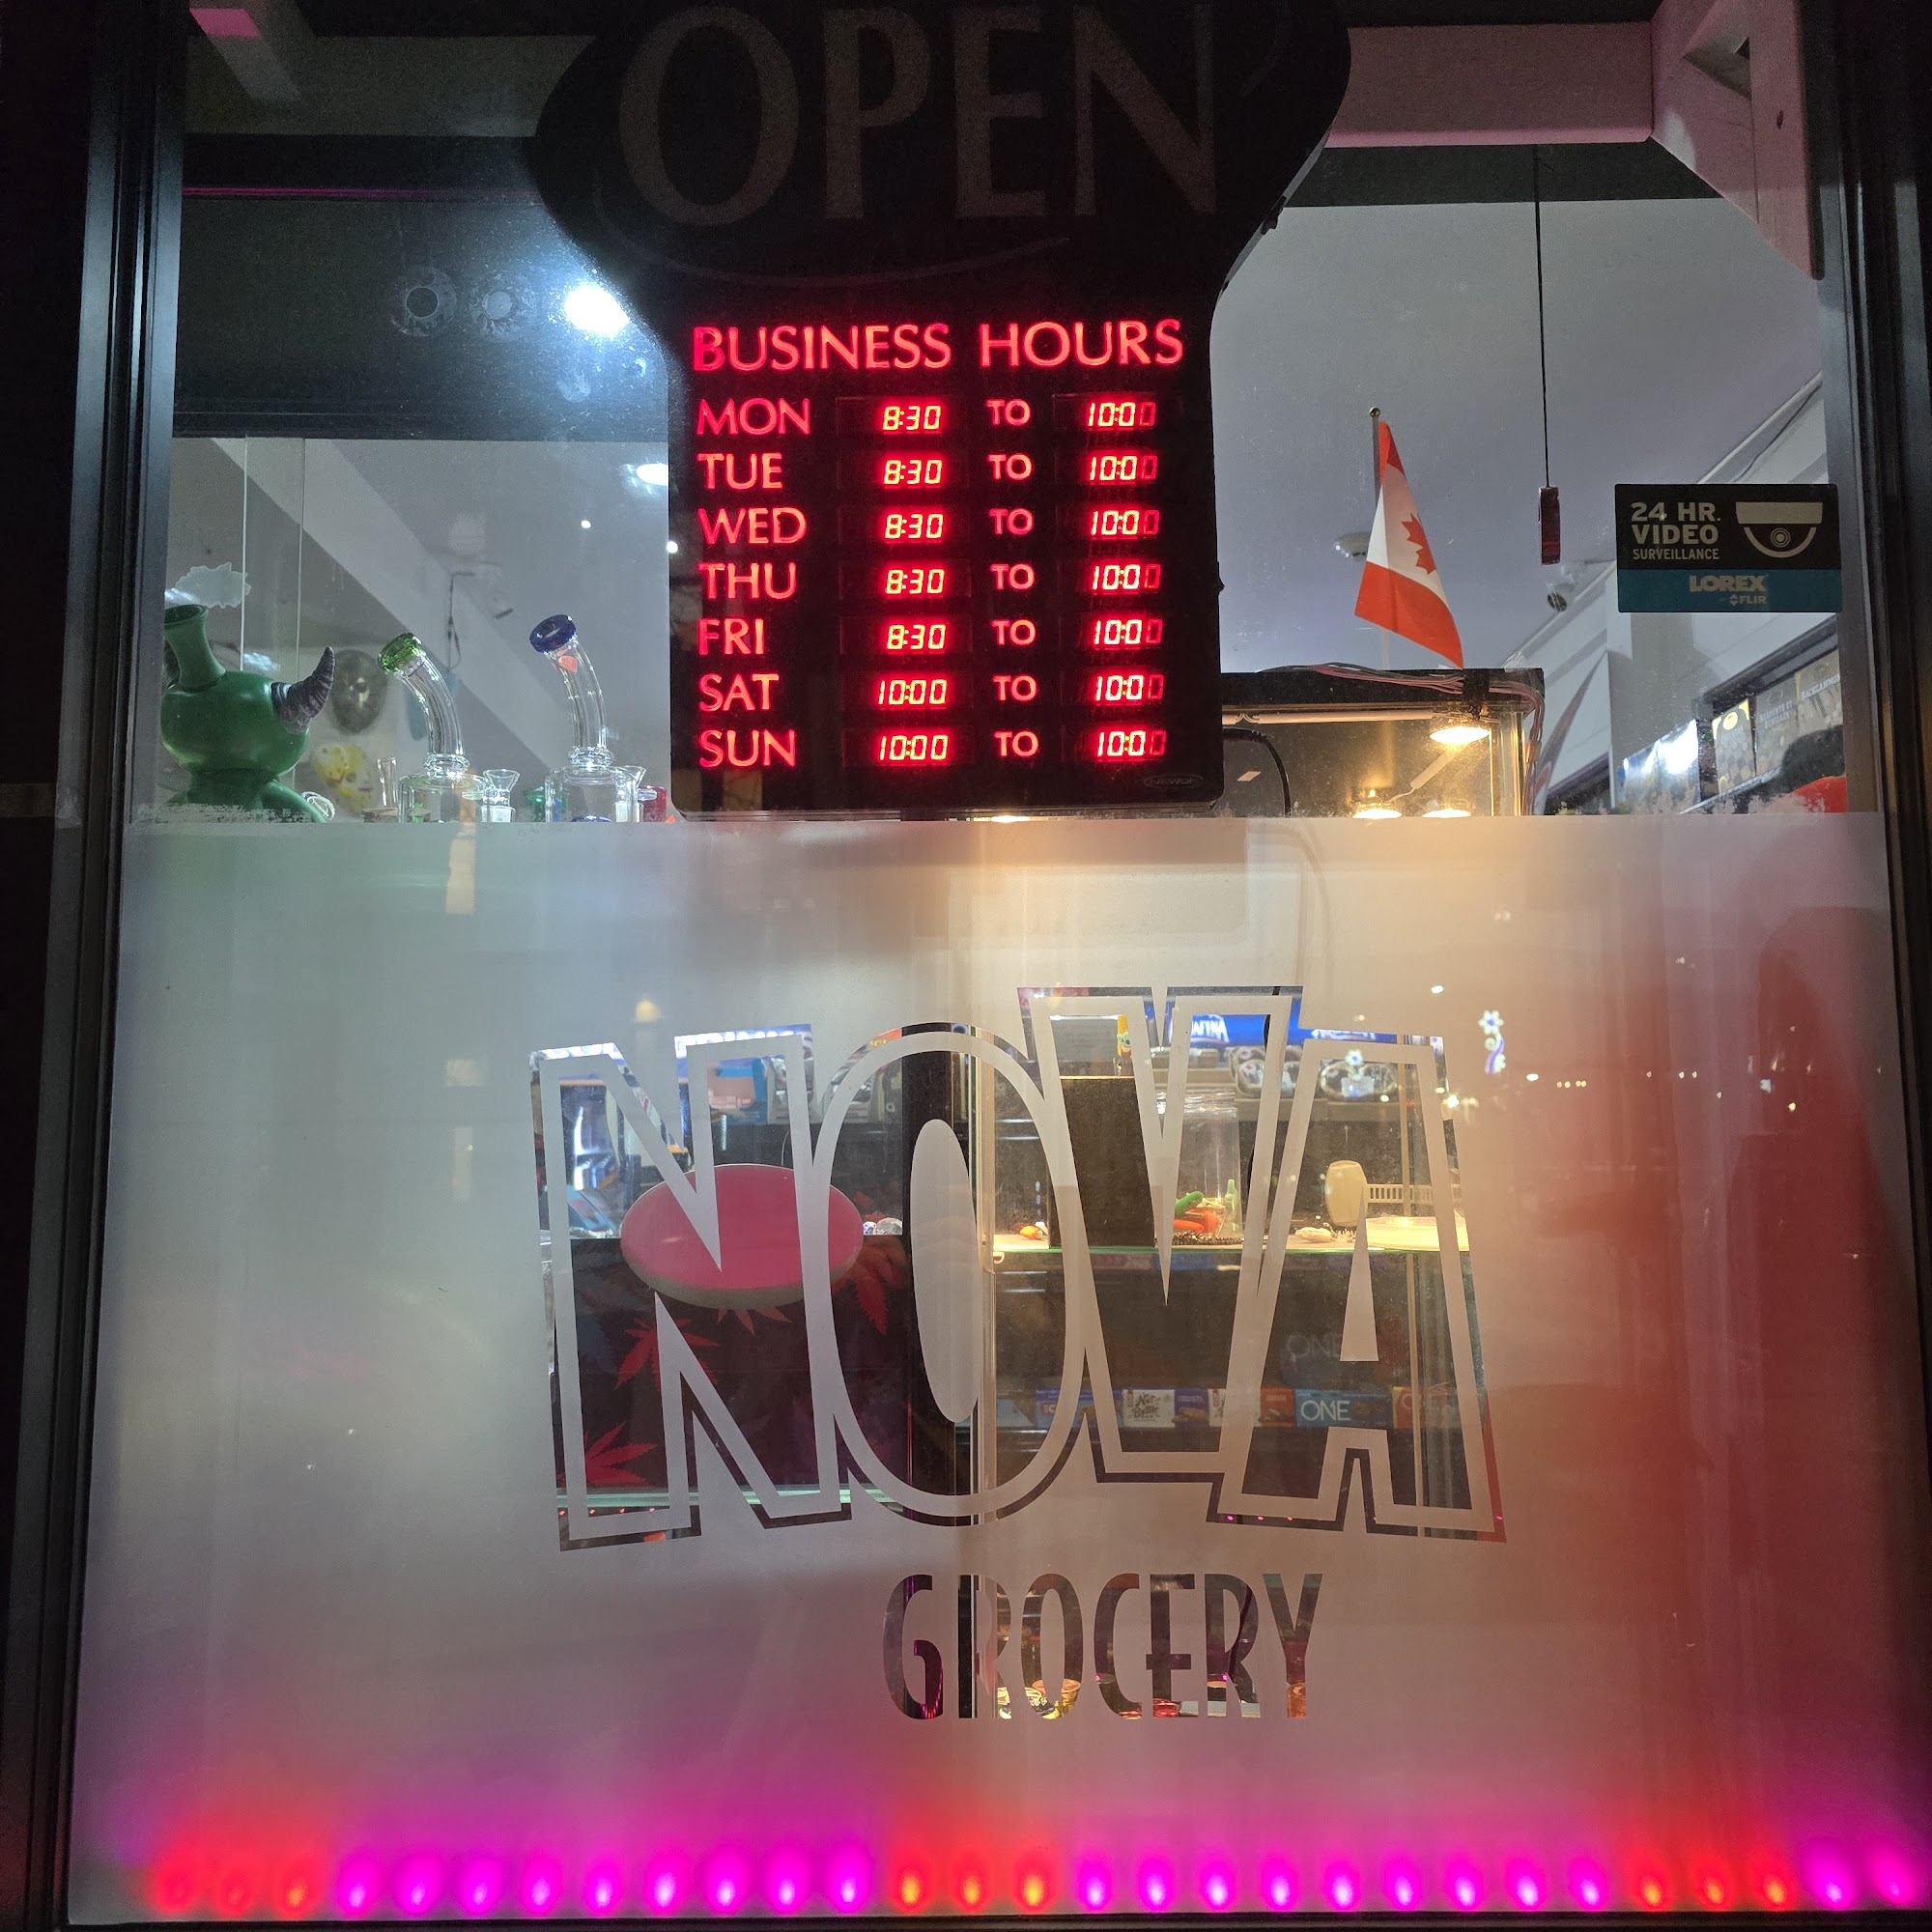 OPEN
BUSINESS HOURS
MON 8:30 TO 10:00
TUE 8:30 TO 10:00
WED 8:30 TO 10:00
THU 8:30 TO 10:00
FRI 8:30 TO 10:00
SAT 10:00 TO 10:00
SUN 10:00 TO 10:00
24 HR.
VIDEO
SURVEILLANCE
LOREX
FLIR
NOVA
ONE
ONE
GROCERY